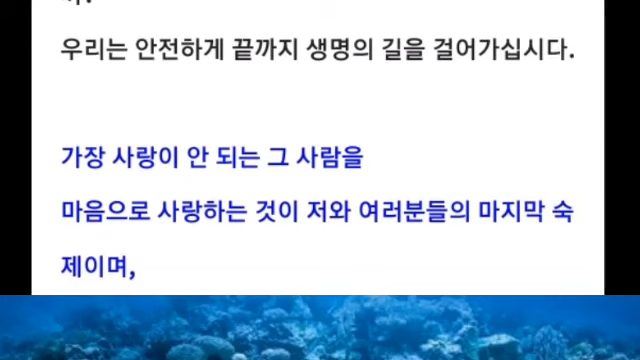 우리는 안전하게 끝까지 생명의 길을 걸어가십시다.
가장 사랑이 안 되는 그 사람을
마음으로 사랑하는 것이 저와 여러분들의 마지막 숙
제이며,